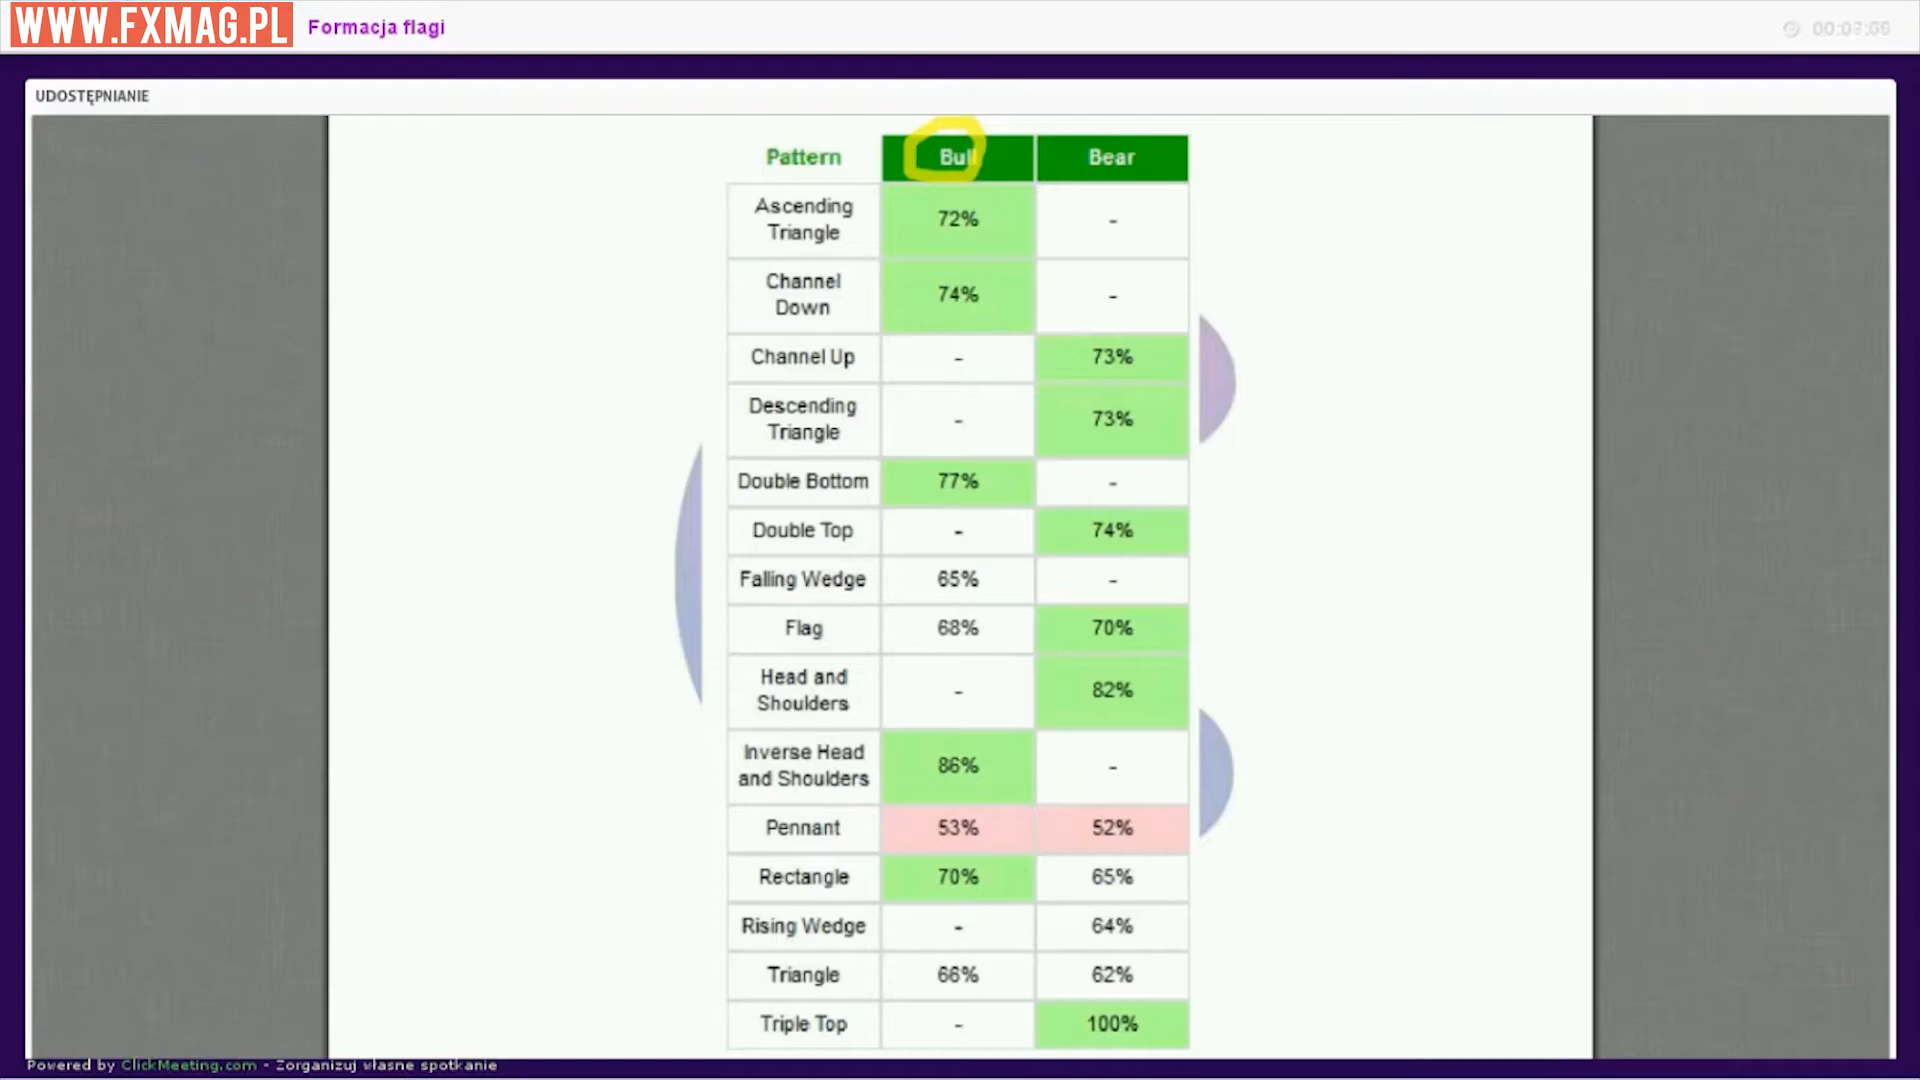 WWW.FXMAG.PL Formacja flagi
UDOSTĘPNIANIE
Pattern Bull Bear
Ascending
Triangle 72% -
Channel
Down 74% -
Channel Up - 73%
Descending
Triangle - 73%
Double Bottom 77% -
Double Top - 74%
Falling Wedge 65% -
Flag 68% 70%
Head and
Shoulders - 82%
Inverse Head
and Shoulders 86% -
Pennant 53% 52%
Rectangle 70% 65%
Rising Wedge - 64%
Triangle 66% 62%
Triple Top - 100%
Powered by ClickMeeting.com - Zorganizuj własne spotkanie